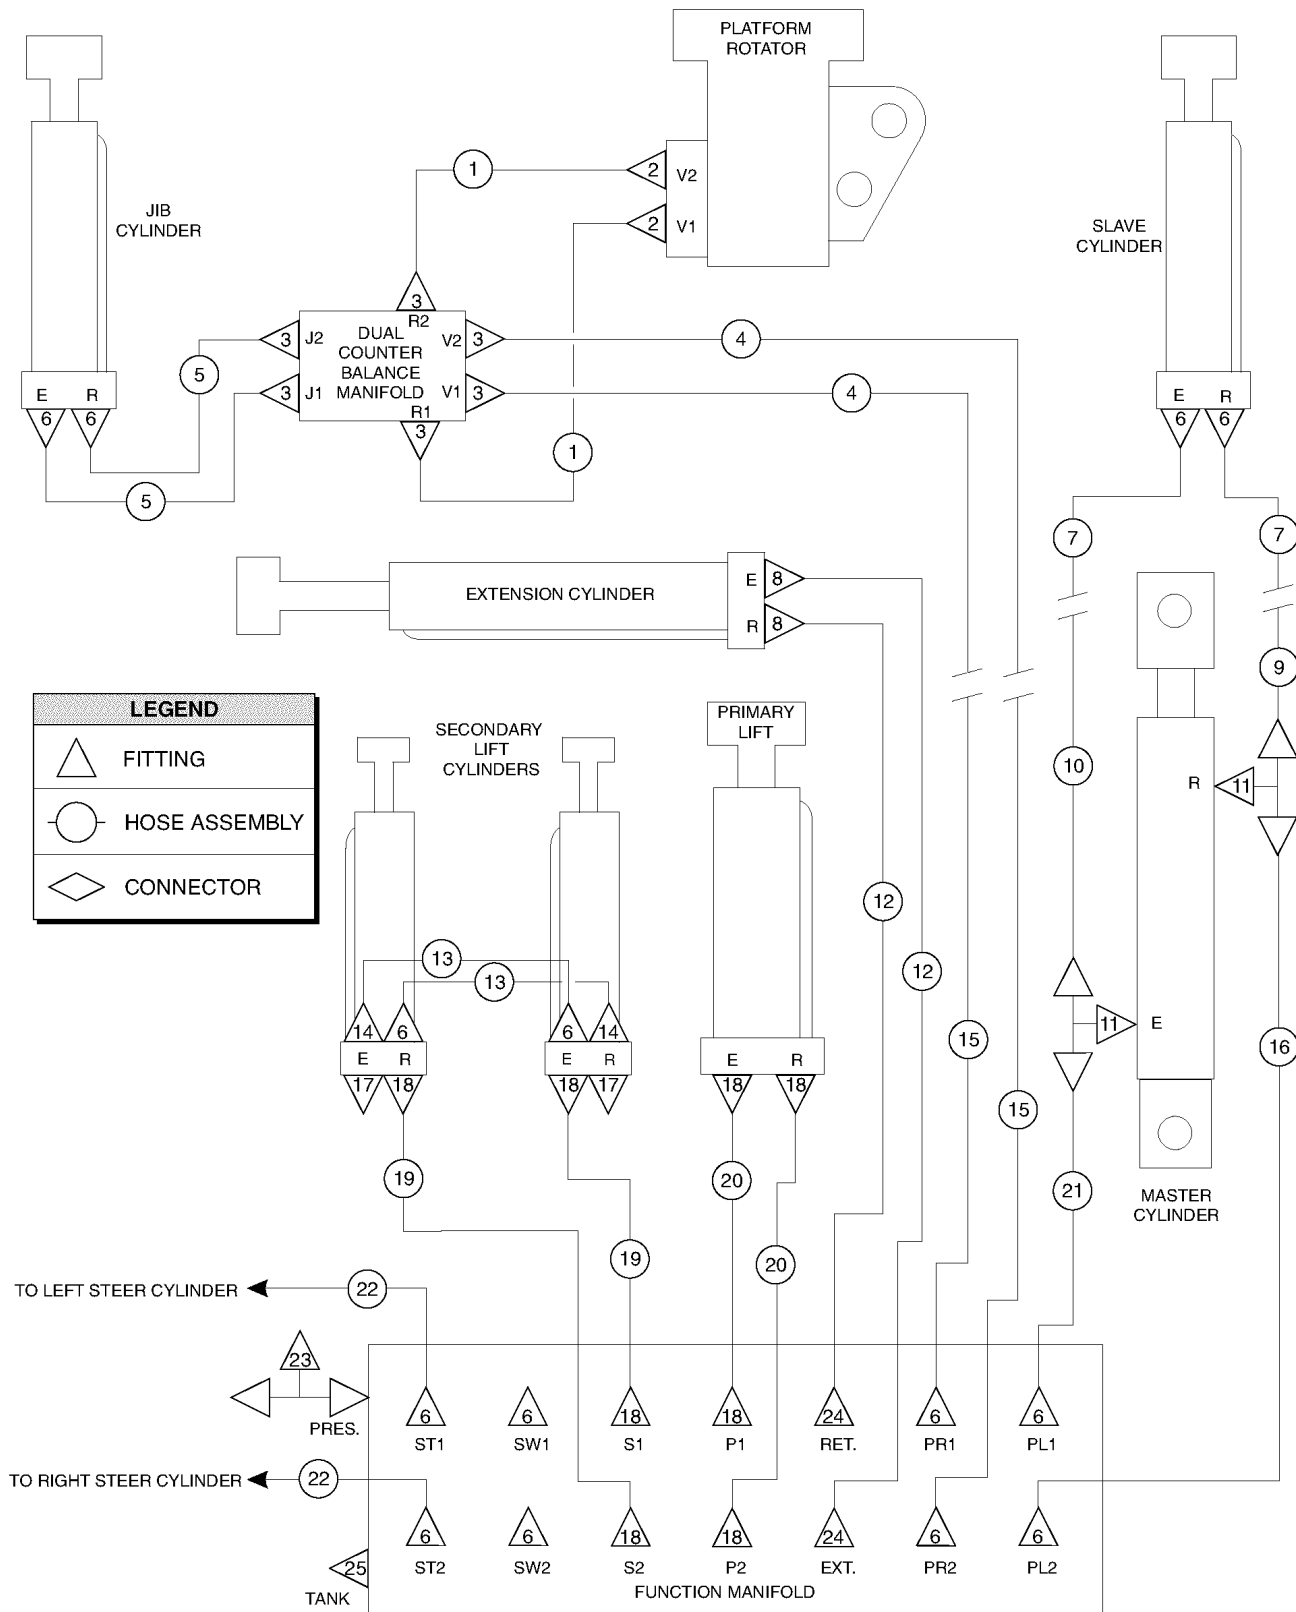 PLATFORM
ROTATOR
JIB
CYLINDER
SLAVE
CYLINDER
1
2
V2
2
V1
3
R2
DUAL
COUNTER
BALANCE
MANIFOLD
3
J2
V2
3
4
3
J1
V1
3
4
R1
3
1
5
5
E
R
6
6
E
R
6
6
7
7
EXTENSION CYLINDER
E
8
R
8
9
LEGEND
FITTING
HOSE ASSEMBLY
CONNECTOR
SECONDARY
LIFT
CYLINDERS
PRIMARY
LIFT
10
R
11
12
12
13
13
14
6
6
14
E
R
E
R
E
R
17
18
18
17
18
18
11
E
15
15
16
19
19
20
20
21
MASTER
CYLINDER
TO LEFT STEER CYLINDER
22
23
PRES.
6
6
18
18
24
6
6
ST1
SW1
S1
P1
RET.
PR1
PL1
TO RIGHT STEER CYLINDER
22
6
6
18
18
24
6
6
ST2
SW2
S2
P2
EXT.
PR2
PL2
25
TANK
FUNCTION MANIFOLD